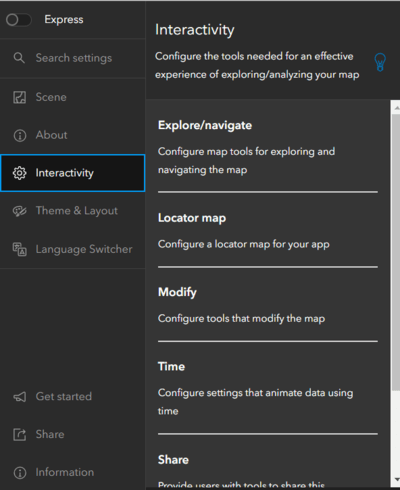 Express
Search settings
Scene
About
Interactivity
Theme & Layout
Language Switcher
Get started
Share
Information
Interactivity
Configure the tools needed for an effective
experience of exploring/analyzing your map
Explore/navigate
Configure map tools for exploring and
navigating the map
Locator map
Configure a locator map for your app
Modify
Configure tools that modify the map
Time
Configure settings that animate data using
time
Share
Provide users with tools to share this